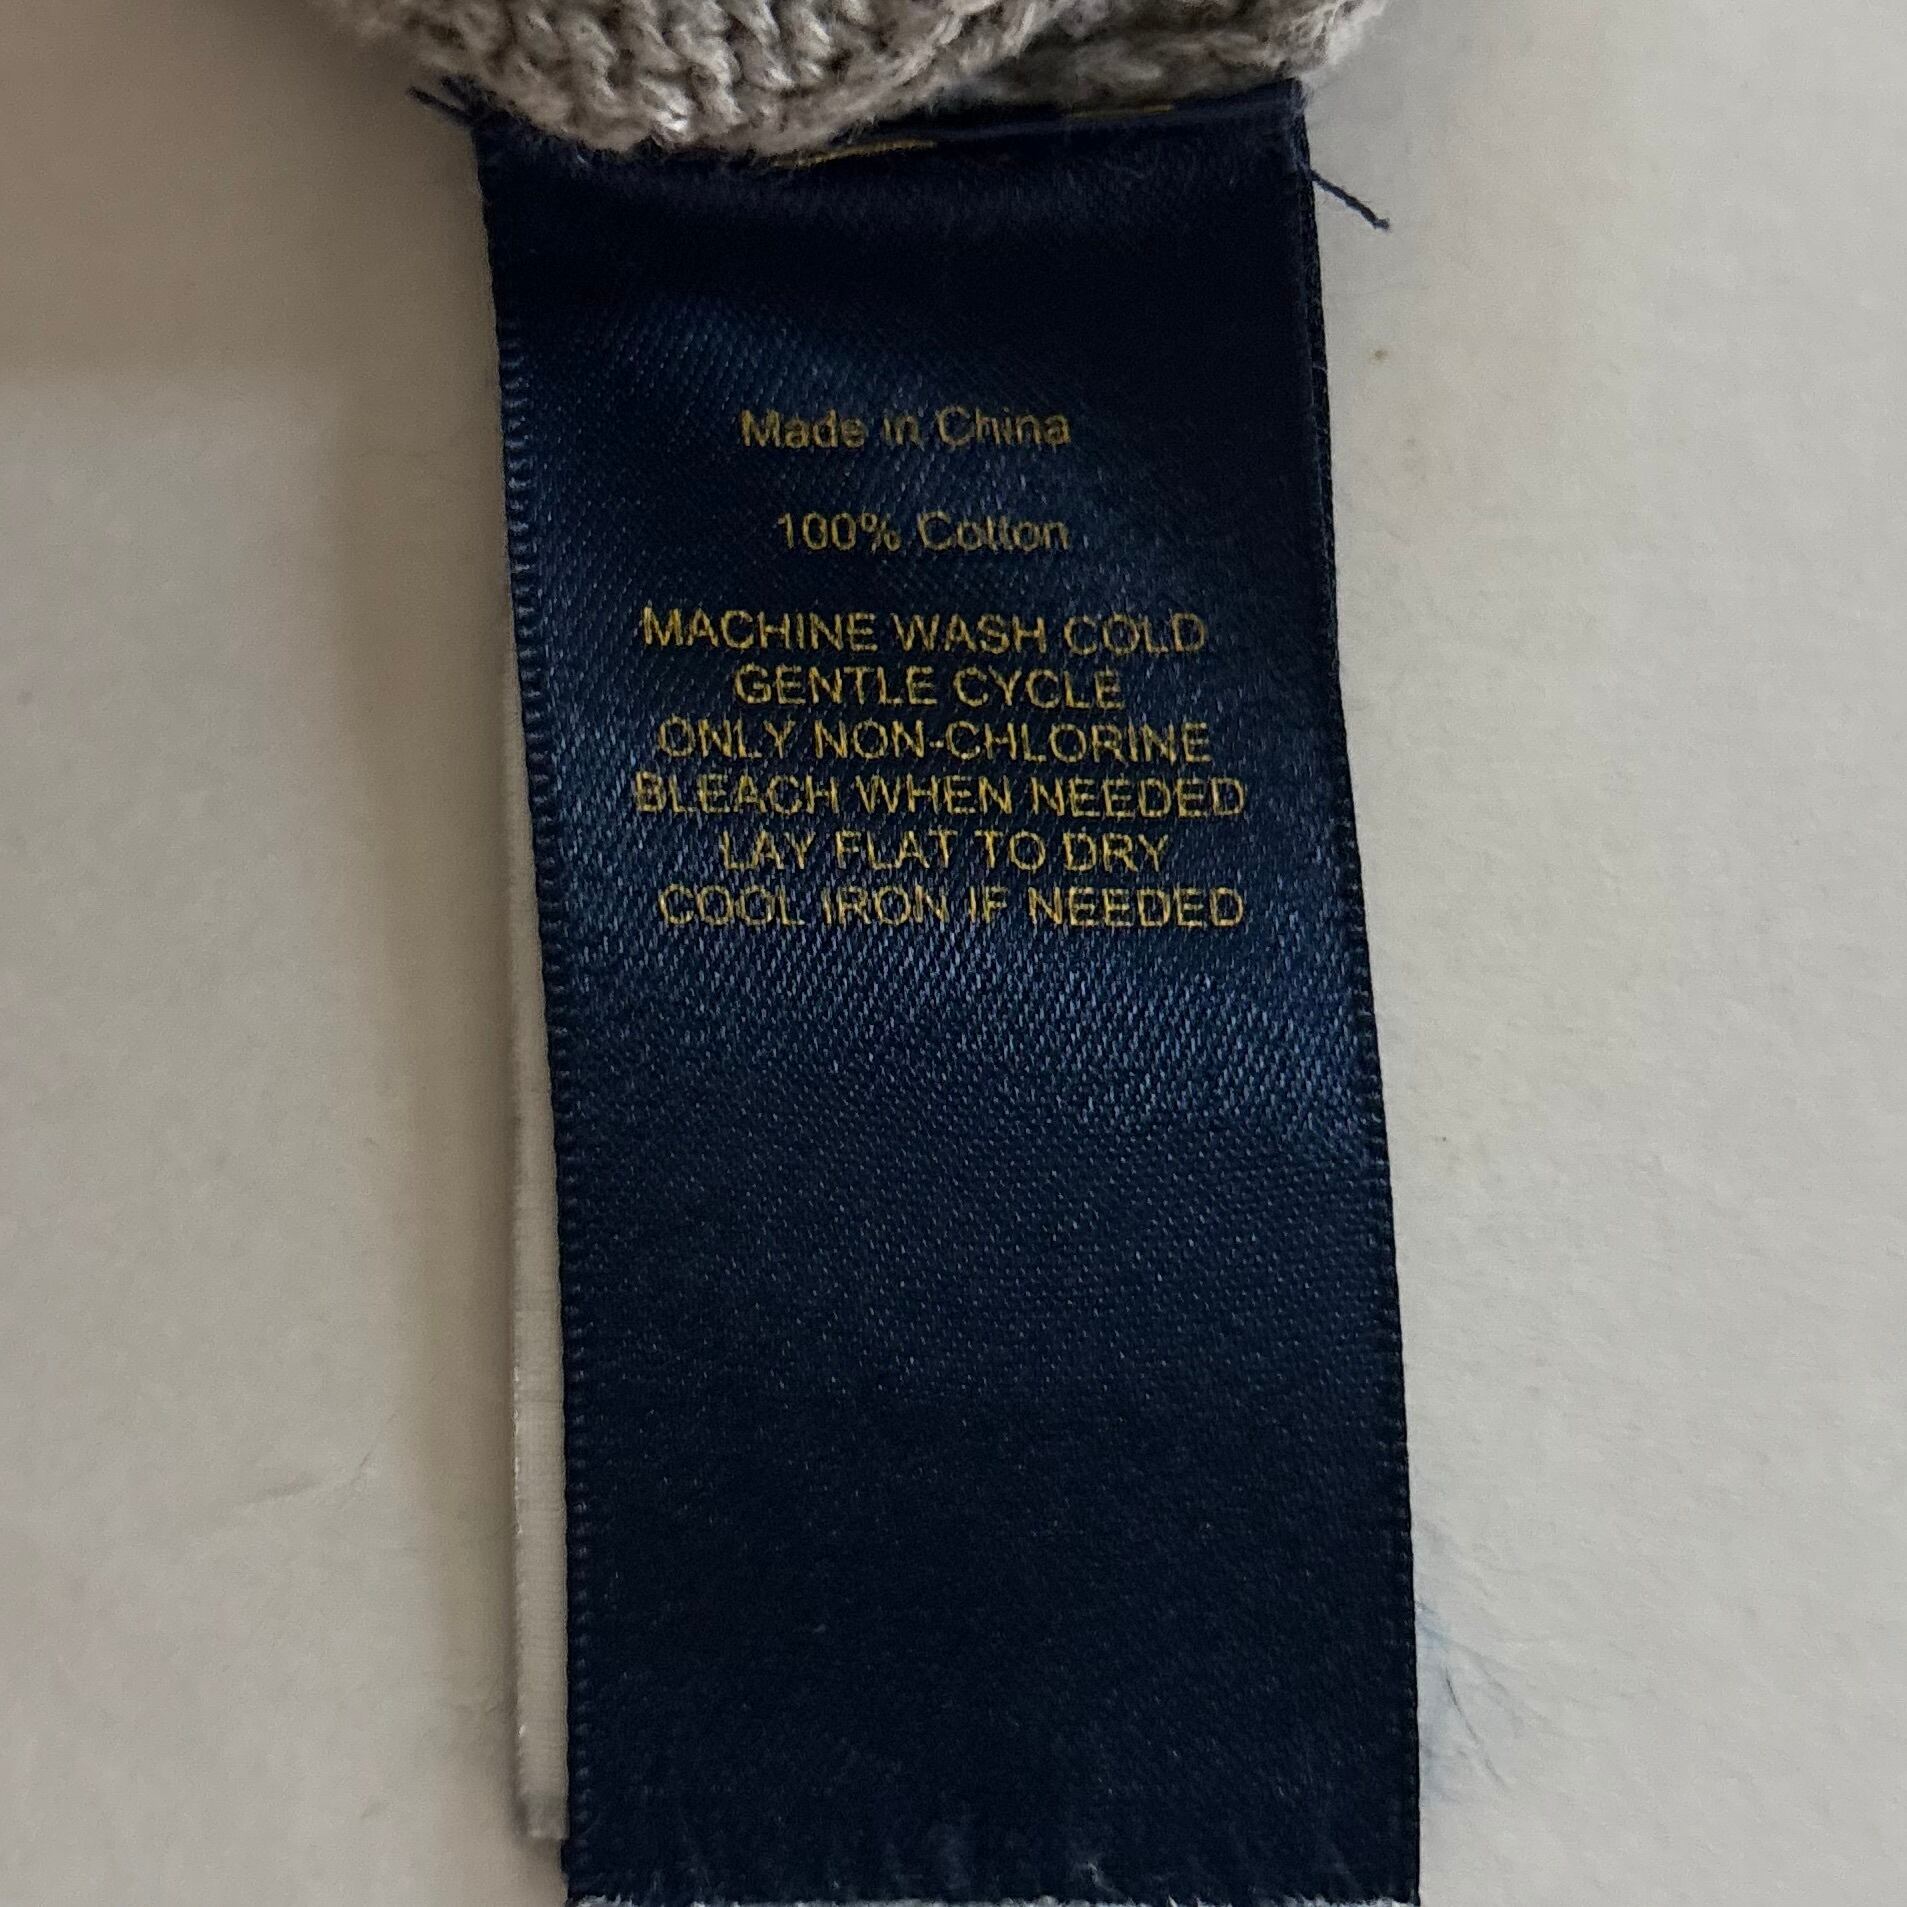 Made in China
100% Cotton
MACHINE WASH COLD
GENTLE CYCLE
ONLY NON-CHLORINE
BLEACH WHEN NEEDED
LAY FLAT TO DRY
COOL IRON IF NEEDED